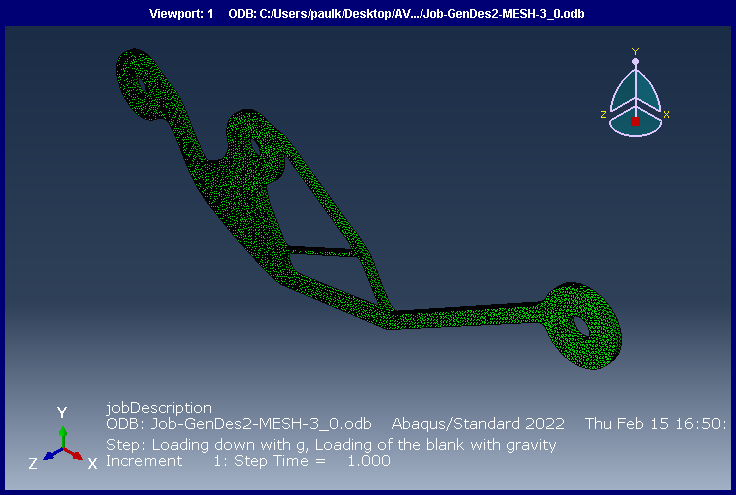 Viewport: 1 ODB: C:/Users/paulk/Desktop/AV.../Job-GenDes2-MESH-3_0.odb
Y
Z X
jobDescription
Y
ODB: Job-GenDes2-MESH-3_0.odb Abaqus/Standard 2022 Thu Feb 15 16:50:
Step: Loading down with g, Loading of the blank with gravity
Z X
Increment 1: Step Time = 1.000